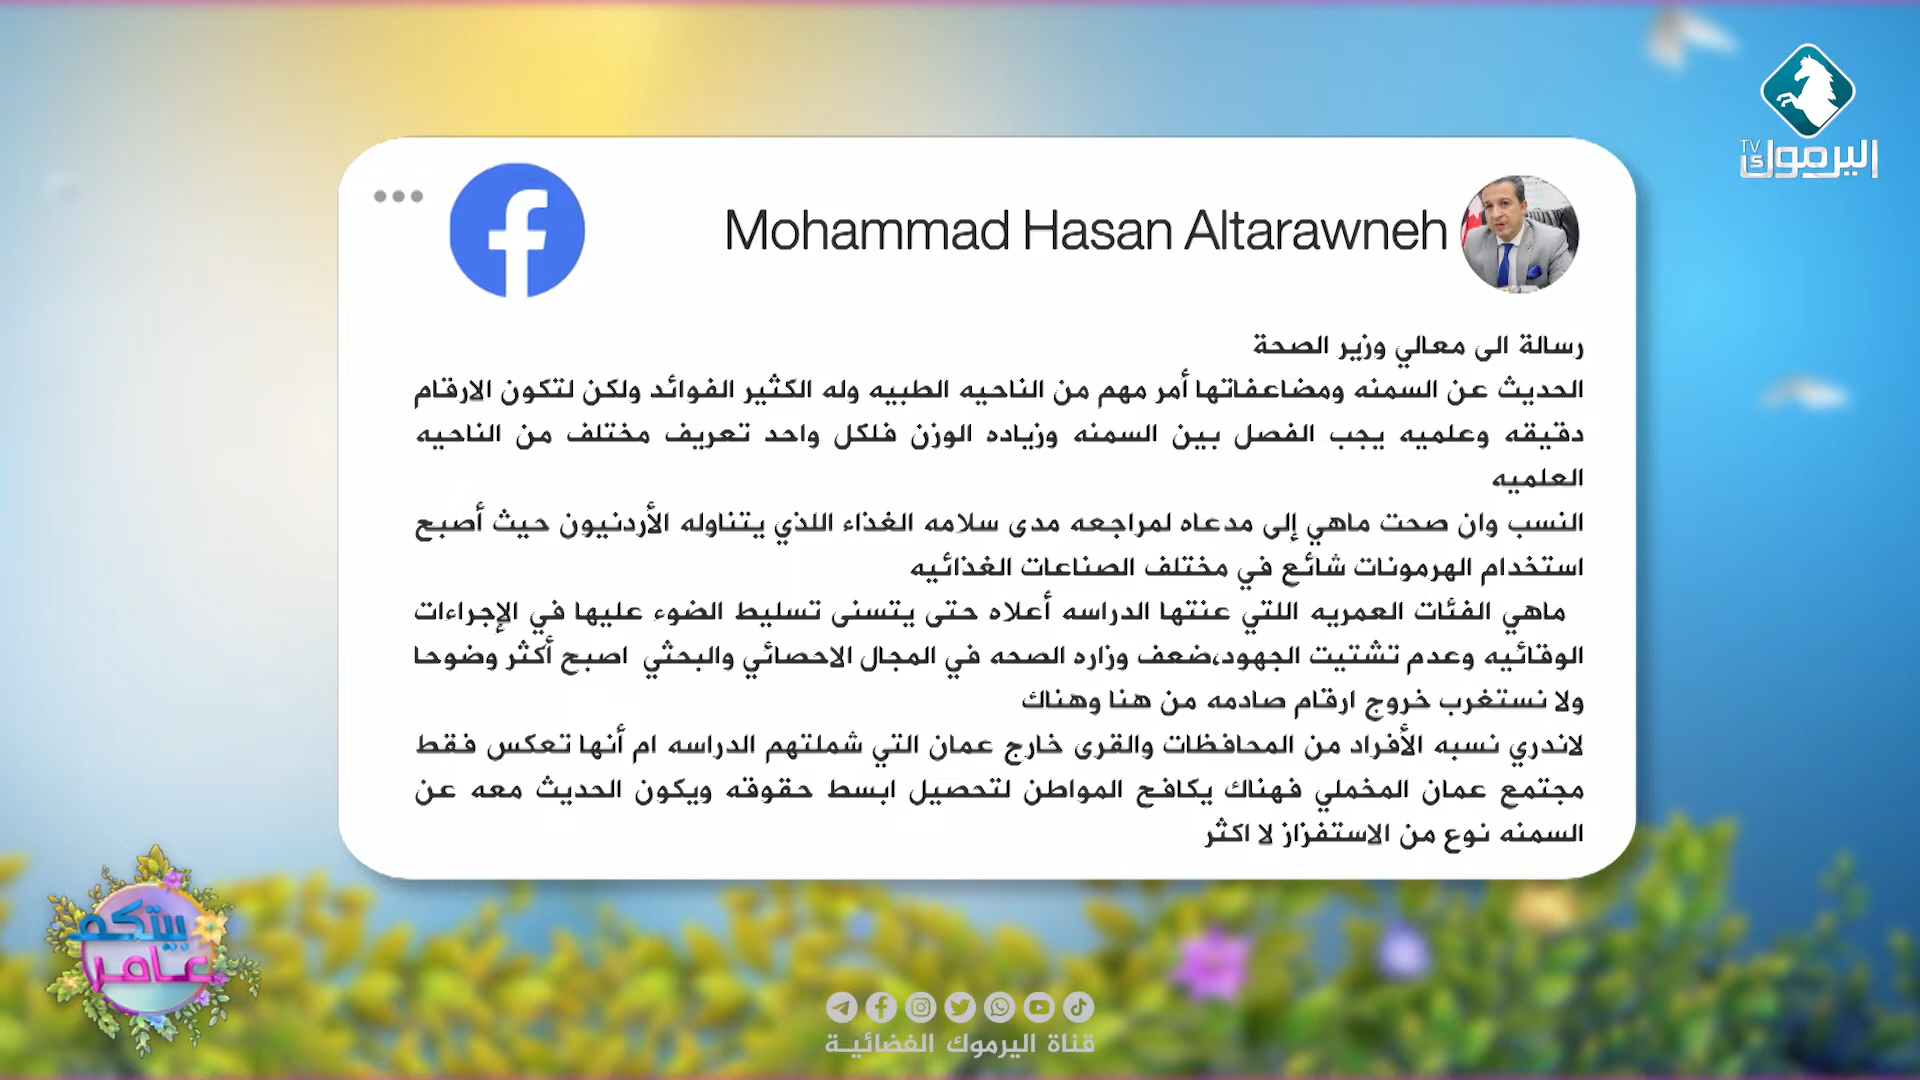 TV
اليرموك
Mohammad Hasan Altarawneh
رسالة الى معالي وزير الصحة
الحديث عن السمنه ومضاعفاتها أمر مهم من الناحيه الطبيه وله الكثير الفوائد ولكن لتكون الارقام
دقيقه وعلميه يجب الفصل بين السمنه وزياده الوزن فلكل واحد تعريف مختلف من الناحيه
العلميه
النسب وان صحت ماهي إلى مدعاه لمراجعه مدى سلامه الغذاء اللذي يتناوله الأردنيون حيث أصبح
استخدام الهرمونات شائع في مختلف الصناعات الغذائيه
ماهي الفئات العمريه اللتي عنتها الدراسه أعلاه حتى يتسنى تسليط الضوء عليها في الإجراءات
الوقائيه وعدم تشتيت الجهود،ضعف وزاره الصحه في المجال الاحصائي والبحثي اصبح أكثر وضوحا
ولا نستغرب خروج ارقام صادمه من هنا وهناك
لاندري نسبه الأفراد من المحافظات والقرى خارج عمان التي شملتهم الدراسه ام أنها تعكس فقط
مجتمع عمان المخملي فهناك يكافح المواطن لتحصيل ابسط حقوقه ويكون الحديث معه عن
السمنه نوع من الاستفزاز لا اكثر
بيتكم
عامر
قناة اليرموك الفضائيـة